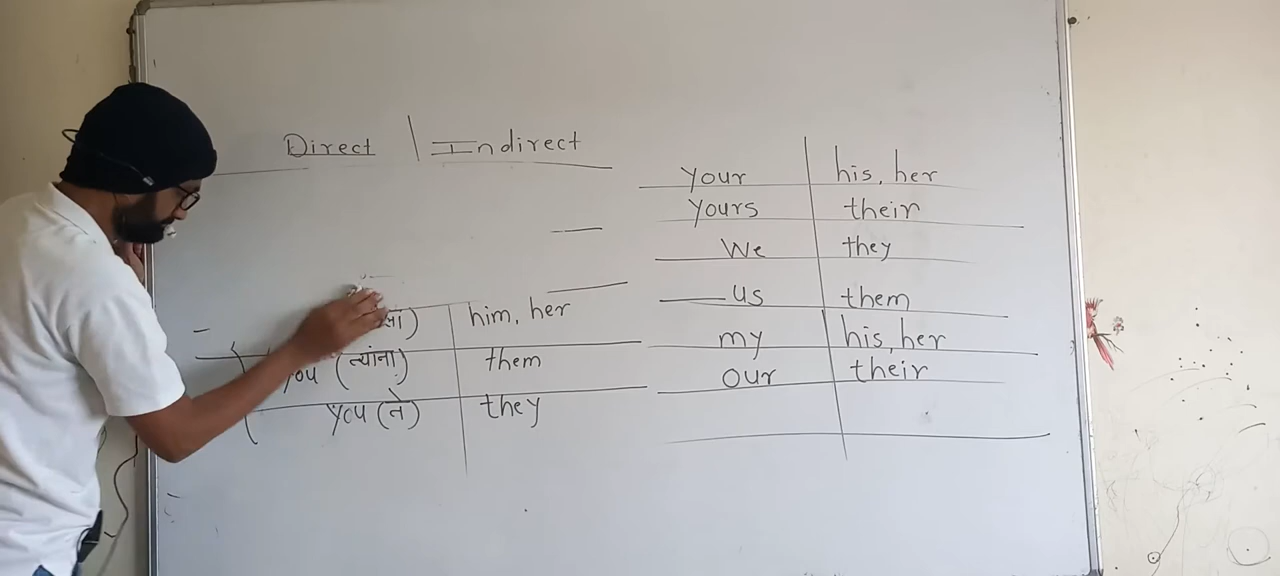 Direct | Indirect
ला) him, her
you (त्यांना) them
you (ते) they
your his, her
yours their
We they
us them
my his, her
our their